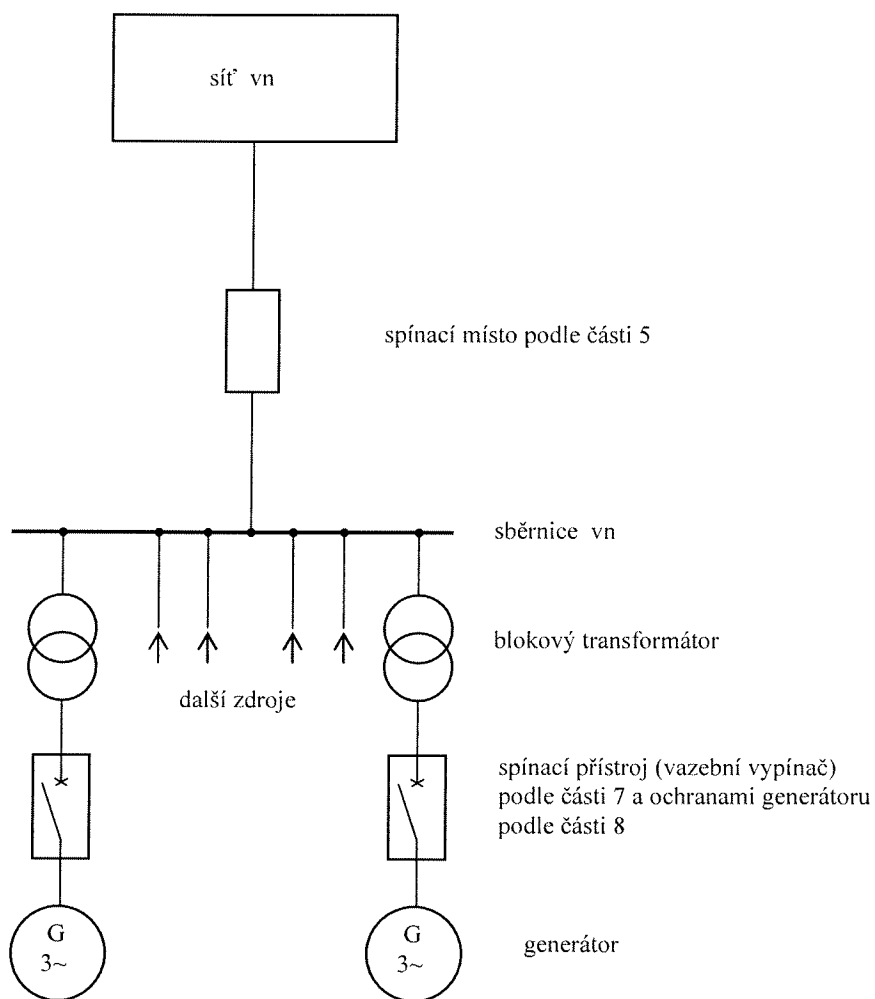 síť vn
spínací místo podle části 5
sběrnice vn
blokový transformátor
další zdroje
spínací přístroj (vazební vypínač)
podle části 7 a ochranami generátoru
podle části 8
G
3~
G
3~
generátor